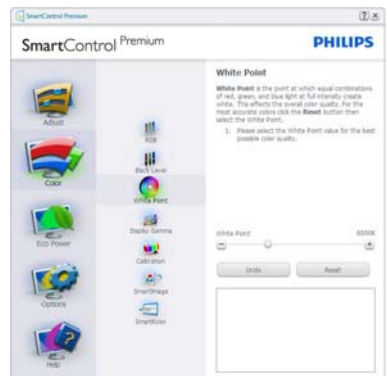 SmartControl Premium
SmartControl Premium
PHILIPS
Adjust
Color
Eco Power
Options
Help
RGB
Black Level
White Point
Display Gamma
Calibration
SmartImage
SmartKolor
White Point
White Point is the point at which equal combinations
of red, green, and blue light at full intensity create
white. This effects the overall color quality. For the
most accurate colors click the Reset button then
select the White Point.
1. Please select the White Point value for the best
possible color quality.
White Point 6500K
Undo Reset